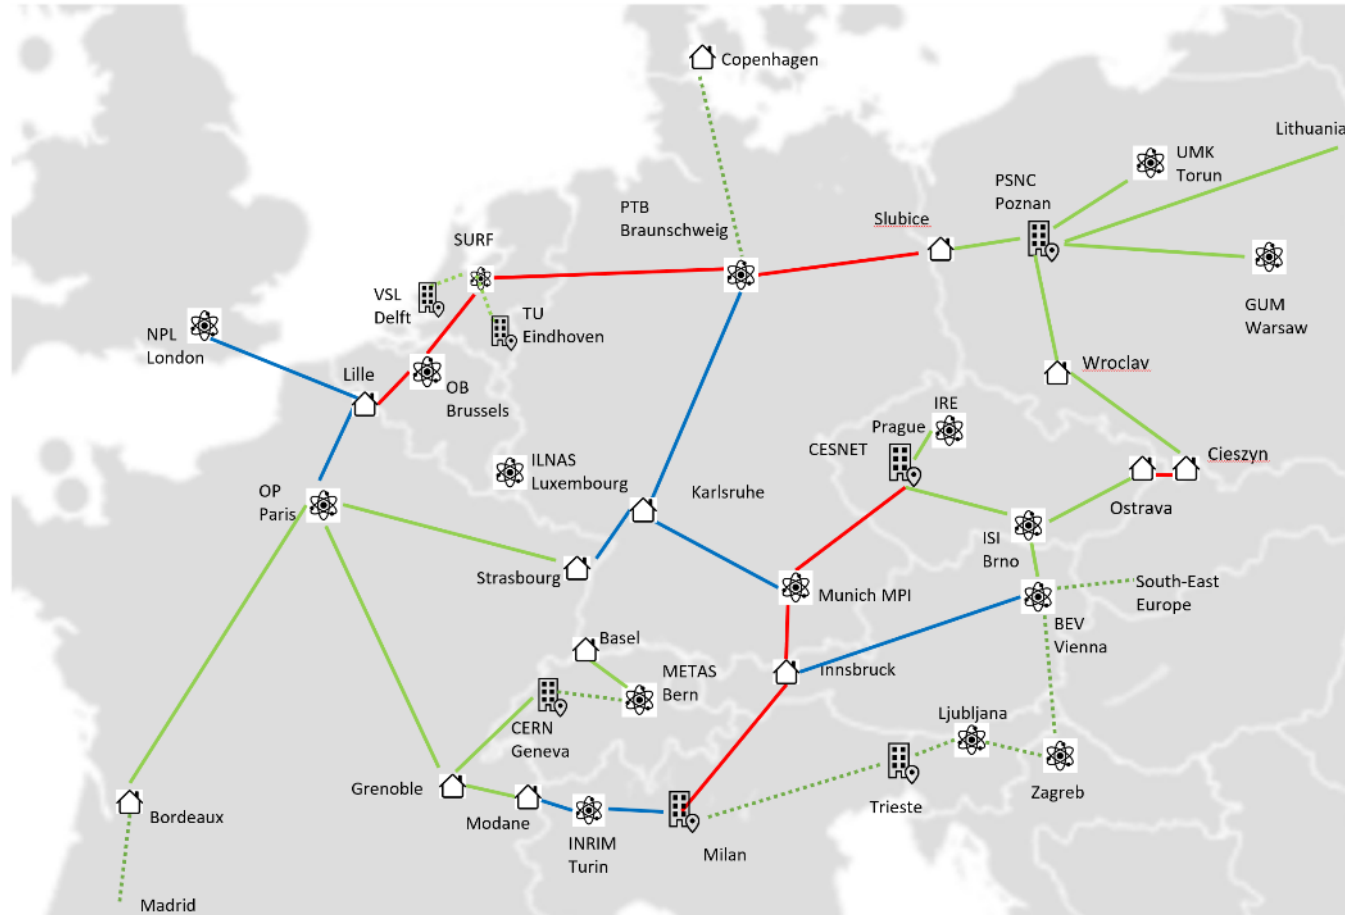 Copenhagen
Lithuania
UMK
Torun
PSNC
Poznan
PTB
Braunschweig
Slubice
SURF
VSL
Delft
TU
Eindhoven
GUM
Warsaw
NPL
London
Lille
OB
Brussels
Wroclav
IRE
Prague
CESNET
Cieszyn
ILNAS
Luxembourg
Karlsruhe
OP
Paris
Ostrava
ISI
Brno
Strasbourg
Munich MPI
South-East
Europe
BEV
Vienna
Basel
METAS
Bern
Innsbruck
CERN
Geneva
Ljubljana
Grenoble
Modane
Trieste
Zagreb
Bordeaux
INRIM
Turin
Milan
Madrid